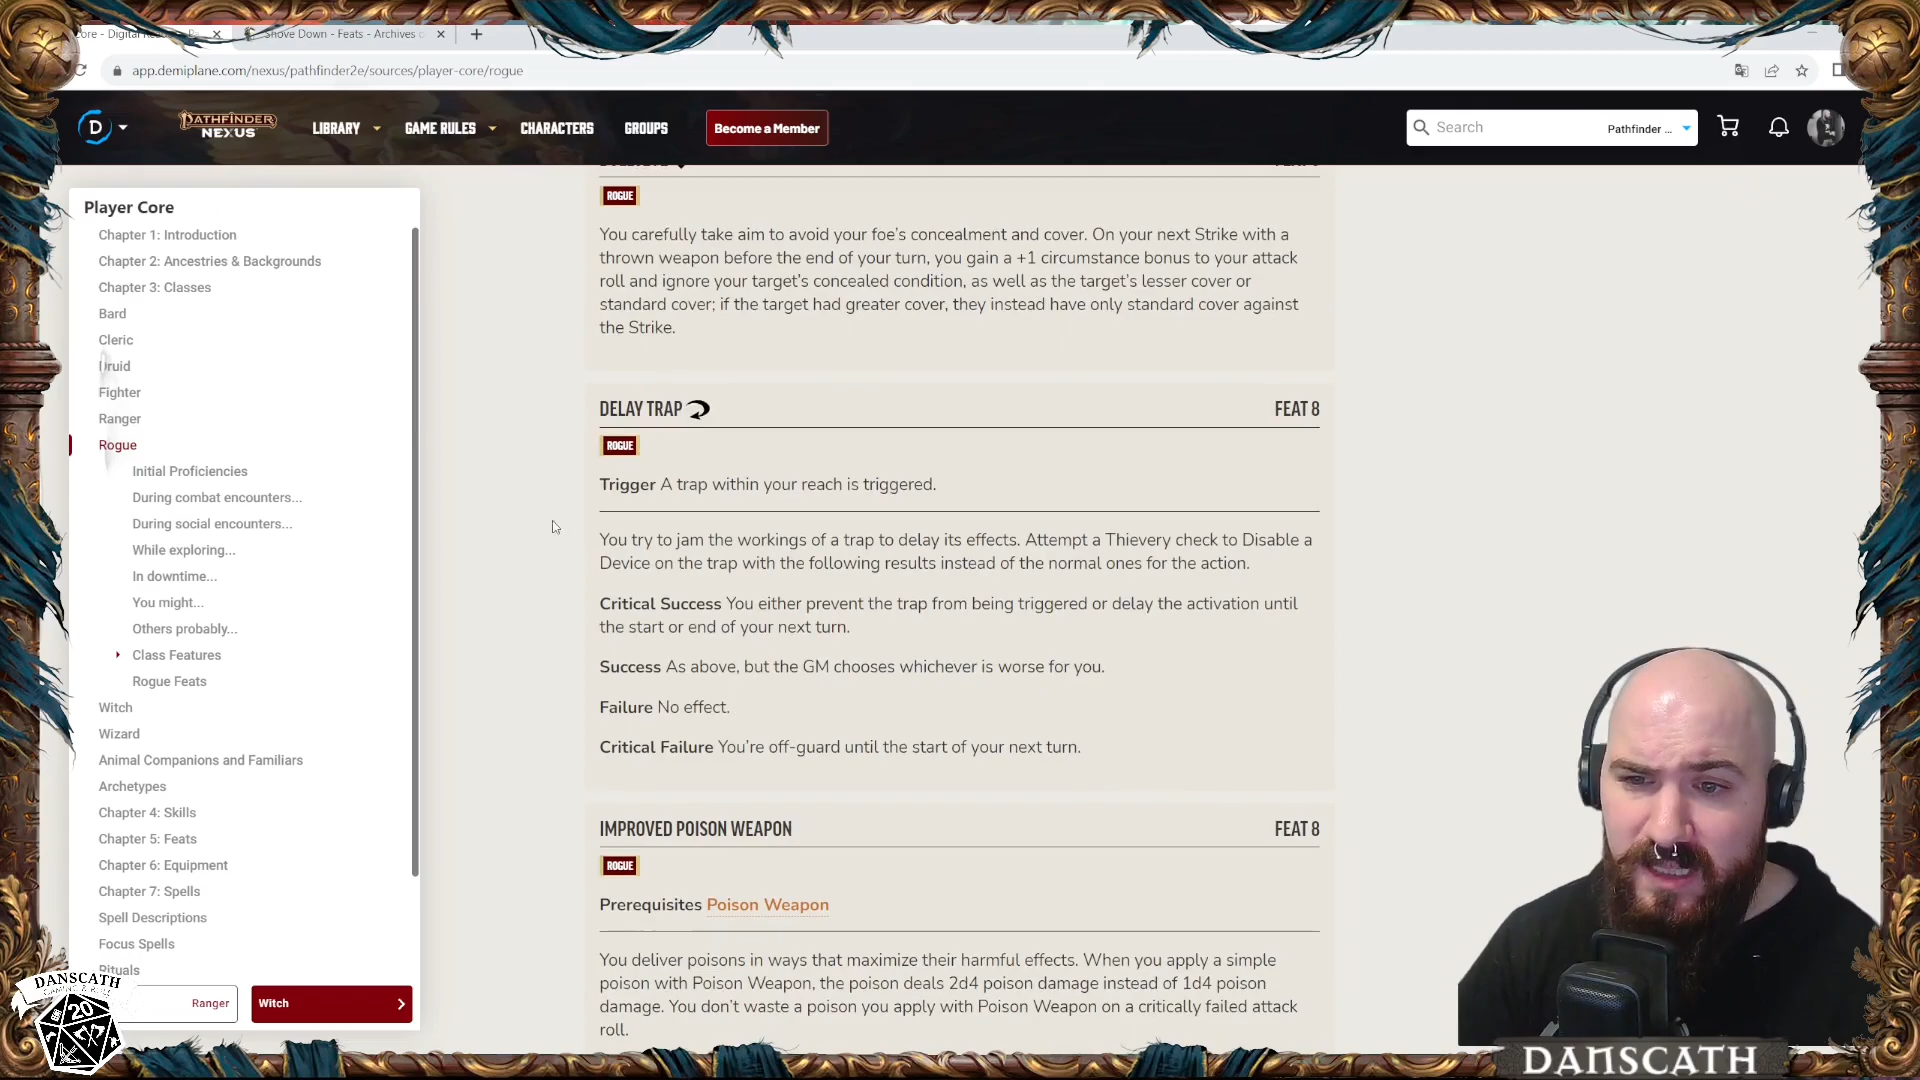 Shove Down - Feats - Archives
app.demiplane.com/nexus/pathfinder2e/sources/player-core/rogue
D
PATHFINDER
NEXUS
LIBRARY
GAME RULES
CHARACTERS
GROUPS
Become a Member
Search
Pathfinder ...
Player Core
Chapter 1: Introduction
Chapter 2: Ancestries & Backgrounds
Chapter 3: Classes
Bard
Cleric
Druid
Fighter
Ranger
Rogue
Initial Proficiencies
During combat encounters...
During social encounters...
While exploring...
In downtime...
You might...
Others probably...
Class Features
Rogue Feats
Witch
Wizard
Animal Companions and Familiars
Archetypes
Chapter 4: Skills
Chapter 5: Feats
Chapter 6: Equipment
Chapter 7: Spells
Spell Descriptions
Focus Spells
Rituals
Ranger
Witch
ROGUE
You carefully take aim to avoid your foe’s concealment and cover. On your next Strike with a
thrown weapon before the end of your turn, you gain a +1 circumstance bonus to your attack
roll and ignore your target’s concealed condition, as well as the target’s lesser cover or
standard cover; if the target had greater cover, they instead have only standard cover against
the Strike.
DELAY TRAP
FEAT 8
ROGUE
Trigger A trap within your reach is triggered.
You try to jam the workings of a trap to delay its effects. Attempt a Thievery check to Disable a
Device on the trap with the following results instead of the normal ones for the action.
Critical Success You either prevent the trap from being triggered or delay the activation until
the start or end of your next turn.
Success As above, but the GM chooses whichever is worse for you.
Failure No effect.
Critical Failure You’re off-guard until the start of your next turn.
IMPROVED POISON WEAPON
FEAT 8
ROGUE
Prerequisites Poison Weapon
You deliver poisons in ways that maximize their harmful effects. When you apply a simple
poison with Poison Weapon, the poison deals 2d4 poison damage instead of 1d4 poison
damage. You don’t waste a poison you apply with Poison Weapon on a critically failed attack
roll.
DANSCATH
20
DANSCATH